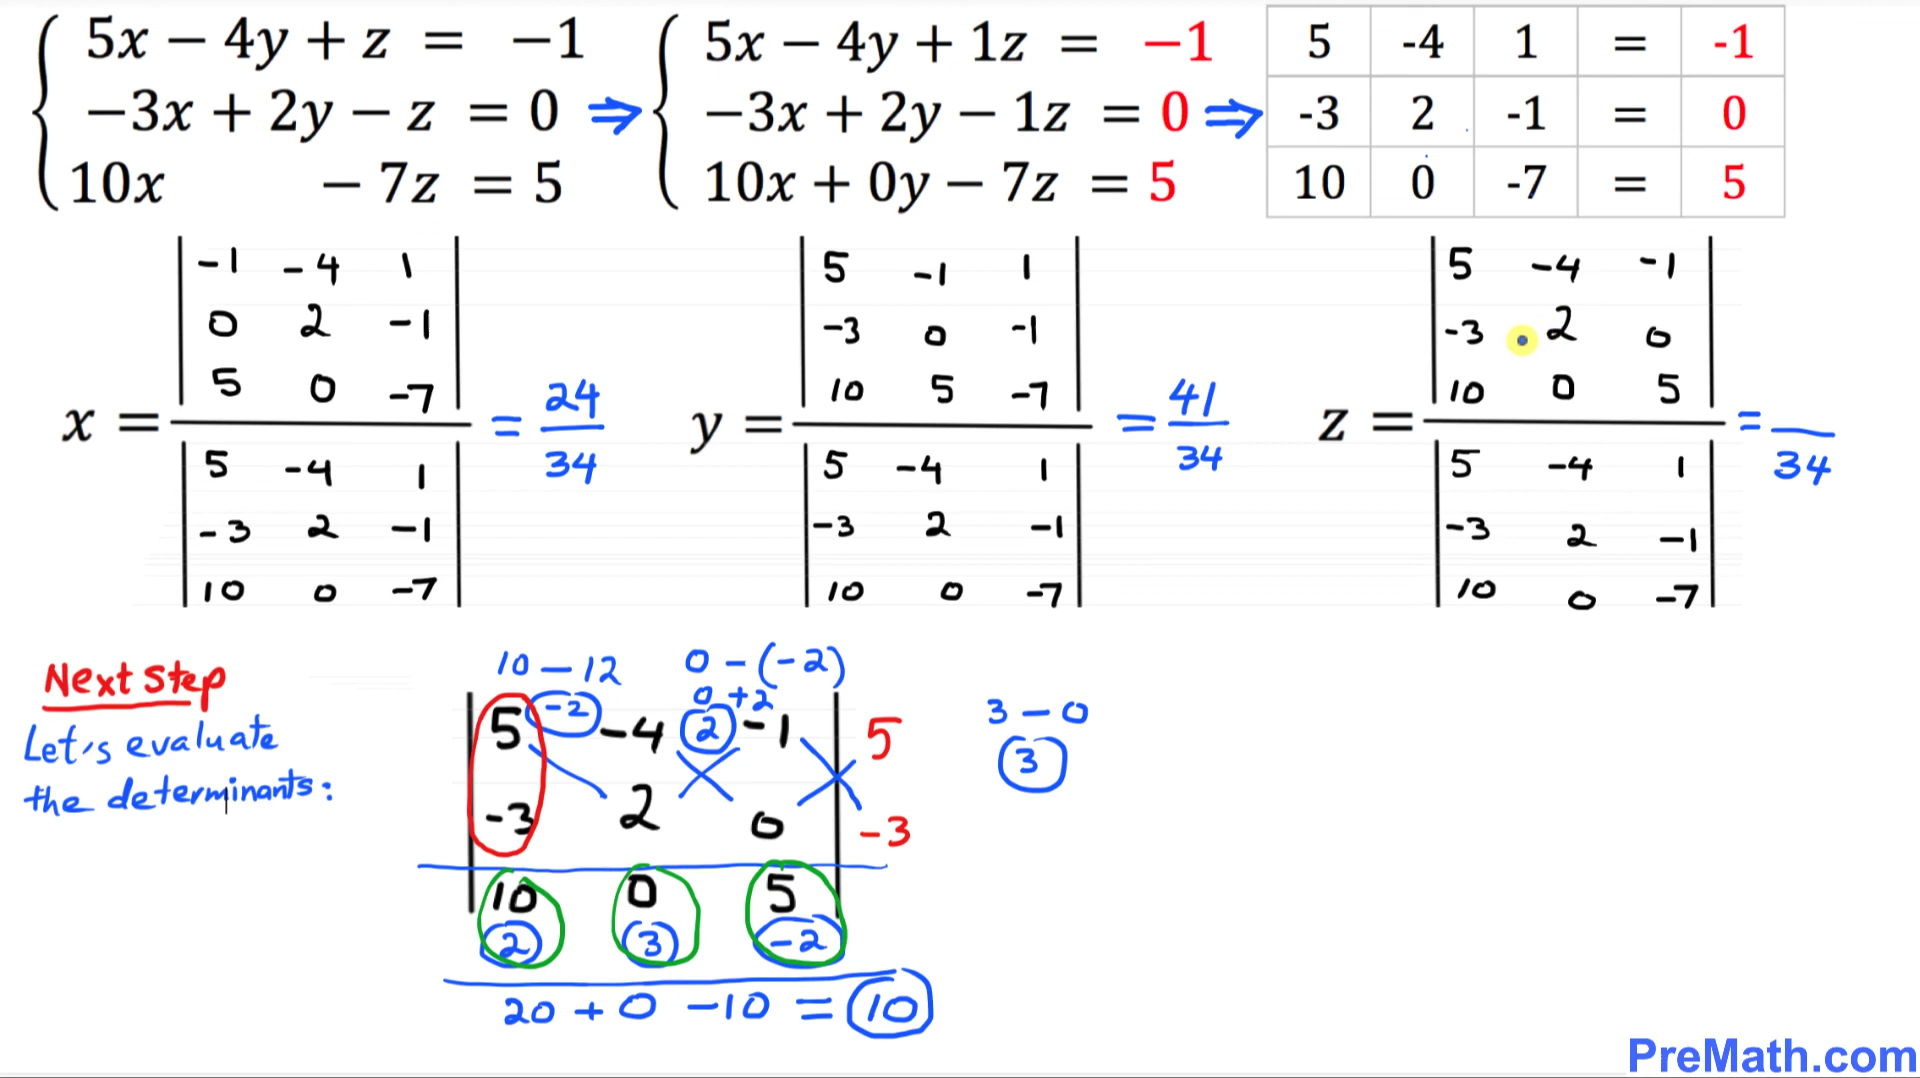 5x − 4y + z = −1 5x − 4y + 1z = −1 5 -4 1 = -1
−3x + 2y − z = 0 ⇒ −3x + 2y − 1z = 0 ⇒ -3 2 -1 = 0
10x − 7z = 5 10x + 0y − 7z = 5 10 0 -7 = 5
-1 -4 1 5 -1 1 5 -4 -1
0 2 -1 -3 0 -1 -3 2 0
5 0 -7 10 5 -7 10 0 5
x = = 24/34 y = = 41/34 z = = /34
5 -4 1 5 -4 1 5 -4 1
-3 2 -1 -3 2 -1 -3 2 -1
10 0 -7 10 0 -7 10 0 -7
Next step
Let's evaluate
the determinants:
10 - 12 0 - (-2)
0 + 2
5 -2 -4 2 -1 5
-3 2 0 -3
10 0 5
2 3 -2
20 + 0 - 10 = 10
3 - 0
3
PreMath.com